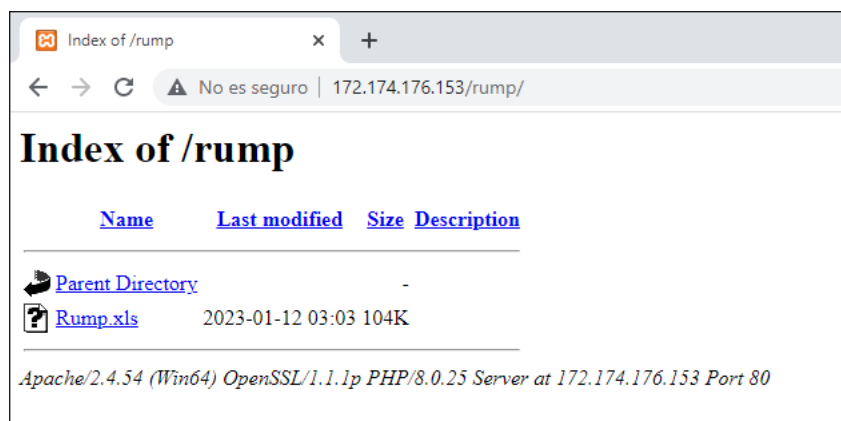 Index of /rump
No es seguro | 172.174.176.153/rump/
Index of /rump
Name Last modified Size Description
Parent Directory -
Rump.xls 2023-01-12 03:03 104K
Apache/2.4.54 (Win64) OpenSSL/1.1.1p PHP/8.0.25 Server at 172.174.176.153 Port 80